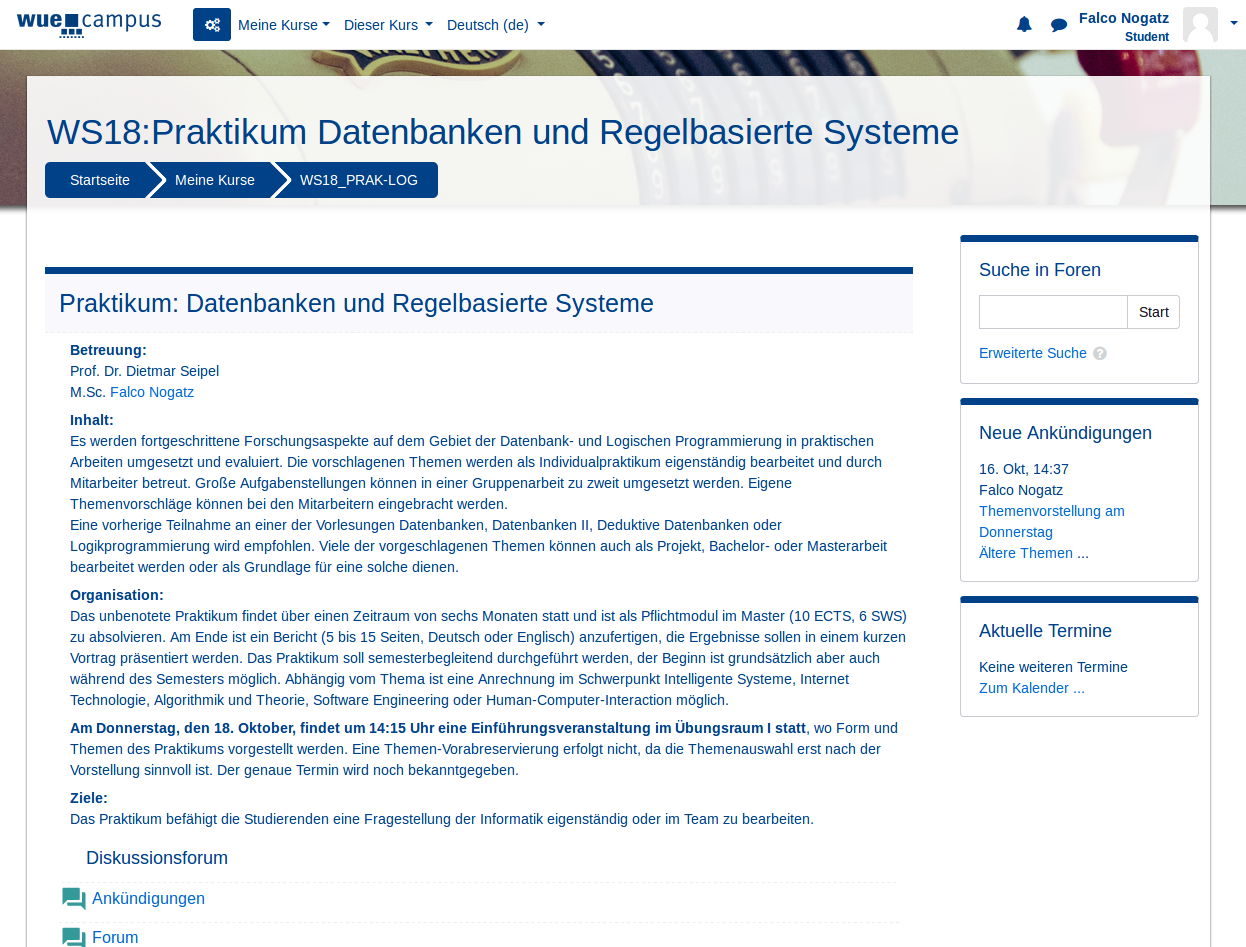 wuecampus
Meine Kurse
Dieser Kurs
Deutsch (de)
Falco Nogatz
Student
WS18:Praktikum Datenbanken und Regelbasierte Systeme
Startseite
Meine Kurse
WS18_PRAK-LOG
Praktikum: Datenbanken und Regelbasierte Systeme
Betreuung:
Prof. Dr. Dietmar Seipel
M.Sc. Falco Nogatz
Inhalt:
Es werden fortgeschrittene Forschungsaspekte auf dem Gebiet der Datenbank- und Logischen Programmierung in praktischen
Arbeiten umgesetzt und evaluiert. Die vorschlagenen Themen werden als Individualpraktikum eigenständig bearbeitet und durch
Mitarbeiter betreut. Große Aufgabenstellungen können in einer Gruppenarbeit zu zweit umgesetzt werden. Eigene
Themenvorschläge können bei den Mitarbeitern eingebracht werden.
Eine vorherige Teilnahme an einer der Vorlesungen Datenbanken, Datenbanken II, Deduktive Datenbanken oder
Logikprogrammierung wird empfohlen. Viele der vorgeschlagenen Themen können auch als Projekt, Bachelor- oder Masterarbeit
bearbeitet werden oder als Grundlage für eine solche dienen.
Organisation:
Das unbenotete Praktikum findet über einen Zeitraum von sechs Monaten statt und ist als Pflichtmodul im Master (10 ECTS, 6 SWS)
zu absolvieren. Am Ende ist ein Bericht (5 bis 15 Seiten, Deutsch oder Englisch) anzufertigen, die Ergebnisse sollen in einem kurzen
Vortrag präsentiert werden. Das Praktikum soll semesterbegleitend durchgeführt werden, der Beginn ist grundsätzlich aber auch
während des Semesters möglich. Abhängig vom Thema ist eine Anrechnung im Schwerpunkt Intelligente Systeme, Internet
Technologie, Algorithmik und Theorie, Software Engineering oder Human-Computer-Interaction möglich.
Am Donnerstag, den 18. Oktober, findet um 14:15 Uhr eine Einführungsveranstaltung im Übungsraum I statt, wo Form und
Themen des Praktikums vorgestellt werden. Eine Themen-Vorabreservierung erfolgt nicht, da die Themenauswahl erst nach der
Vorstellung sinnvoll ist. Der genaue Termin wird noch bekanntgegeben.
Ziele:
Das Praktikum befähigt die Studierenden eine Fragestellung der Informatik eigenständig oder im Team zu bearbeiten.
Diskussionsforum
Ankündigungen
Forum
Suche in Foren
Start
Erweiterte Suche
Neue Ankündigungen
16. Okt, 14:37
Falco Nogatz
Themenvorstellung am
Donnerstag
Ältere Themen ...
Aktuelle Termine
Keine weiteren Termine
Zum Kalender ...